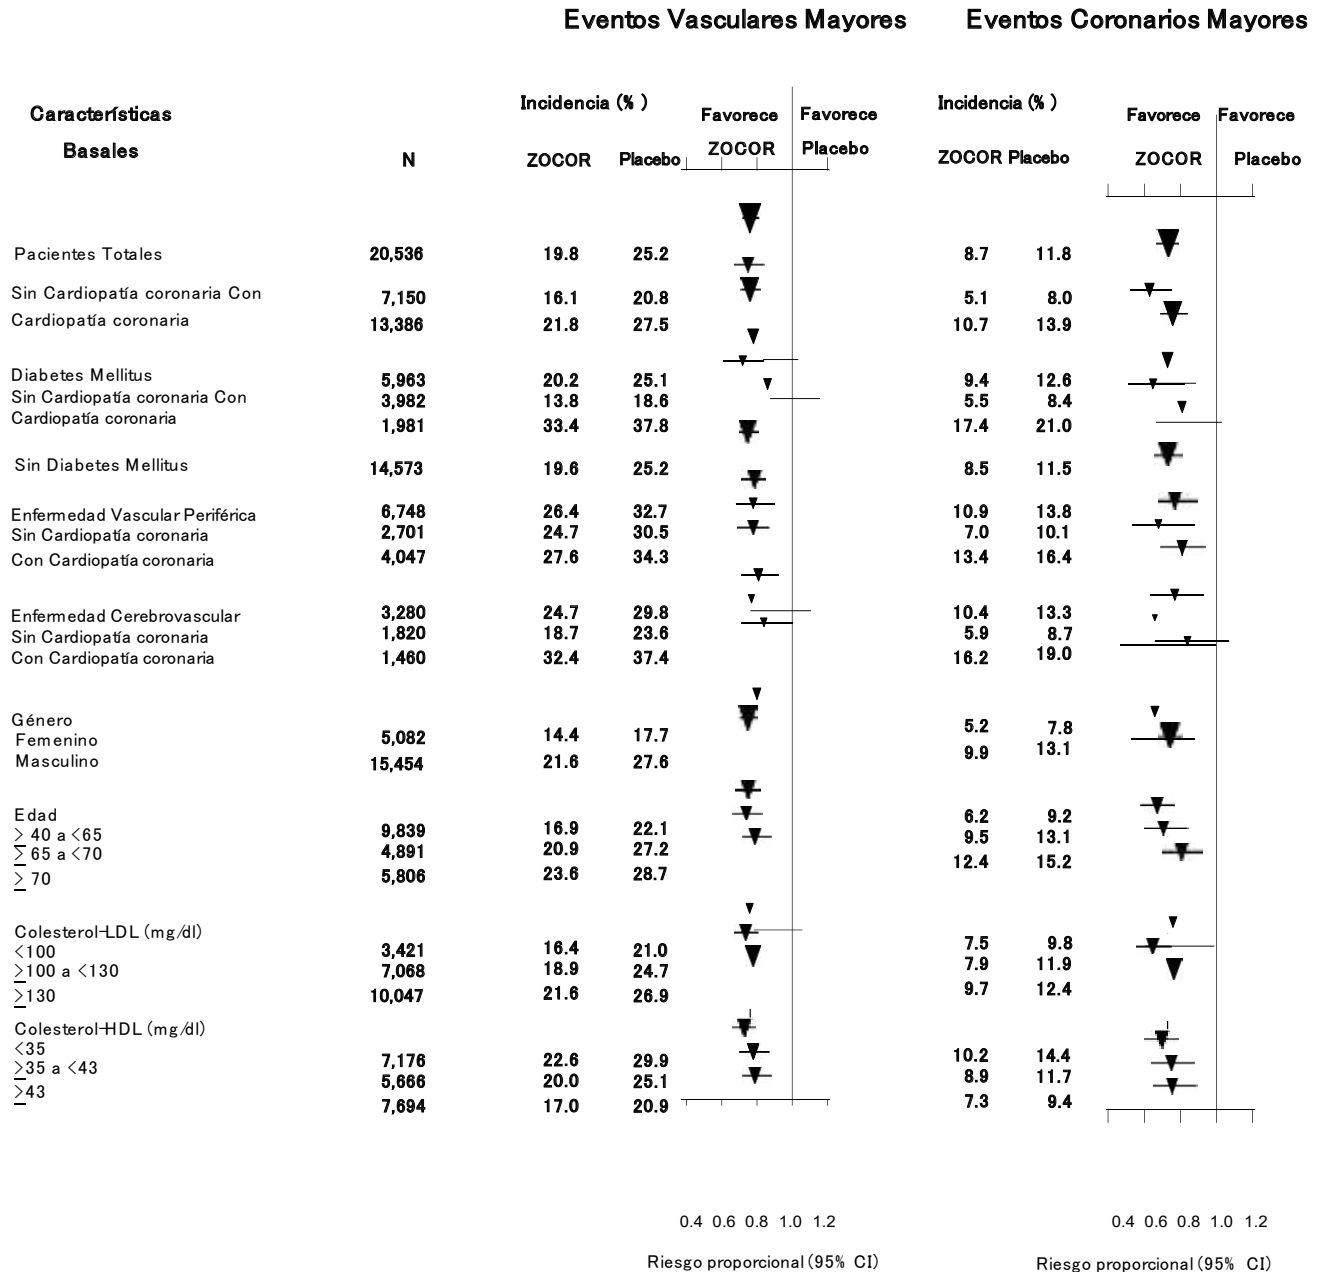 Eventos Vasculares Mayores Eventos Coronarios Mayores
Incidencia (% ) Incidencia (% )
Características Favorece Favorece Favorece Favorece
Basales N ZOCOR Placebo ZOCOR Placebo ZOCOR Placebo ZOCOR Placebo
Pacientes Totales 20,536 19.8 25.2 8.7 11.8
Sin Cardiopatía coronaria Con 7,150 16.1 20.8 5.1 8.0
Cardiopatía coronaria 13,386 21.8 27.5 10.7 13.9
Diabetes Mellitus 5,963 20.2 25.1 9.4 12.6
Sin Cardiopatía coronaria Con 3,982 13.8 18.6 5.5 8.4
Cardiopatía coronaria 1,981 33.4 37.8 17.4 21.0
Sin Diabetes Mellitus 14,573 19.6 25.2 8.5 11.5
Enfermedad Vascular Periférica 6,748 26.4 32.7 10.9 13.8
Sin Cardiopatía coronaria 2,701 24.7 30.5 7.0 10.1
Con Cardiopatía coronaria 4,047 27.6 34.3 13.4 16.4
Enfermedad Cerebrovascular 3,280 24.7 29.8 10.4 13.3
Sin Cardiopatía coronaria 1,820 18.7 23.6 5.9 8.7
Con Cardiopatía coronaria 1,460 32.4 37.4 16.2 19.0
Género
Femenino 5,082 14.4 17.7 5.2 7.8
Masculino 15,454 21.6 27.6 9.9 13.1
Edad
≥ 40 a <65 9,839 16.9 22.1 6.2 9.2
≥ 65 a <70 4,891 20.9 27.2 9.5 13.1
≥ 70 5,806 23.6 28.7 12.4 15.2
Colesterol-LDL (mg/dl)
<100 3,421 16.4 21.0 7.5 9.8
≥100 a <130 7,068 18.9 24.7 7.9 11.9
≥130 10,047 21.6 26.9 9.7 12.4
Colesterol-HDL (mg/dl)
<35 7,176 22.6 29.9 10.2 14.4
≥35 a <43 5,666 20.0 25.1 8.9 11.7
≥43 7,694 17.0 20.9 7.3 9.4
0.4 0.6 0.8 1.0 1.2 0.4 0.6 0.8 1.0 1.2
Riesgo proporcional (95% CI) Riesgo proporcional (95% CI)